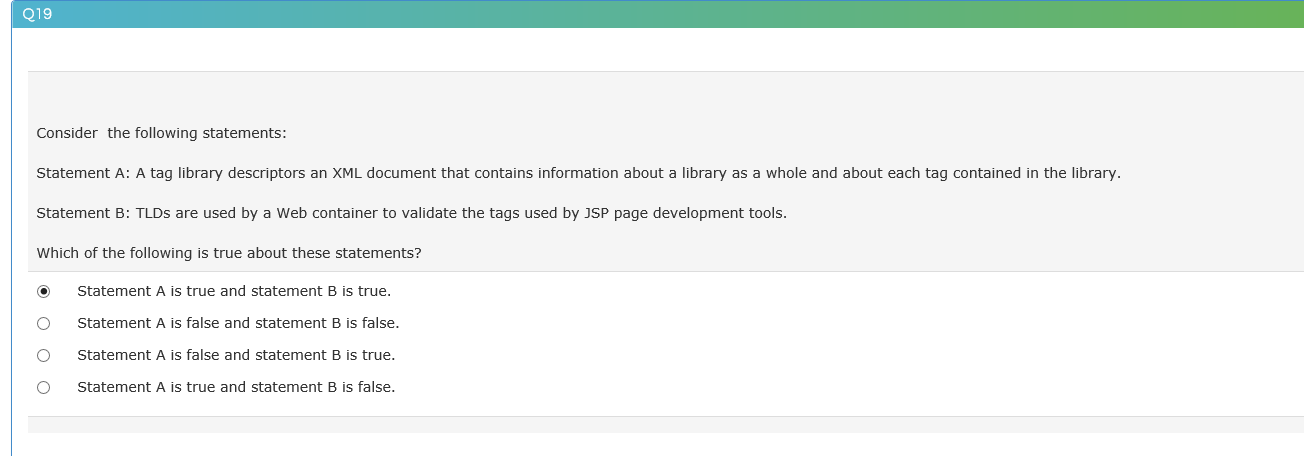 Q19
Consider the following statements:
Statement A: A tag library descriptors an XML document that contains information about a library as a whole and about each tag contained in the library.
Statement B: TLDs are used by a Web container to validate the tags used by JSP page development tools.
Which of the following is true about these statements?
Statement A is true and statement B is true.
Statement A is false and statement B is false.
Statement A is false and statement B is true.
Statement A is true and statement B is false.